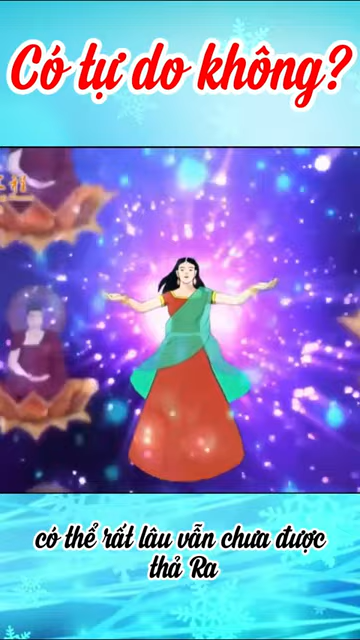 Có tự do không?
có thể rất lâu vẫn chưa được
thả Ra